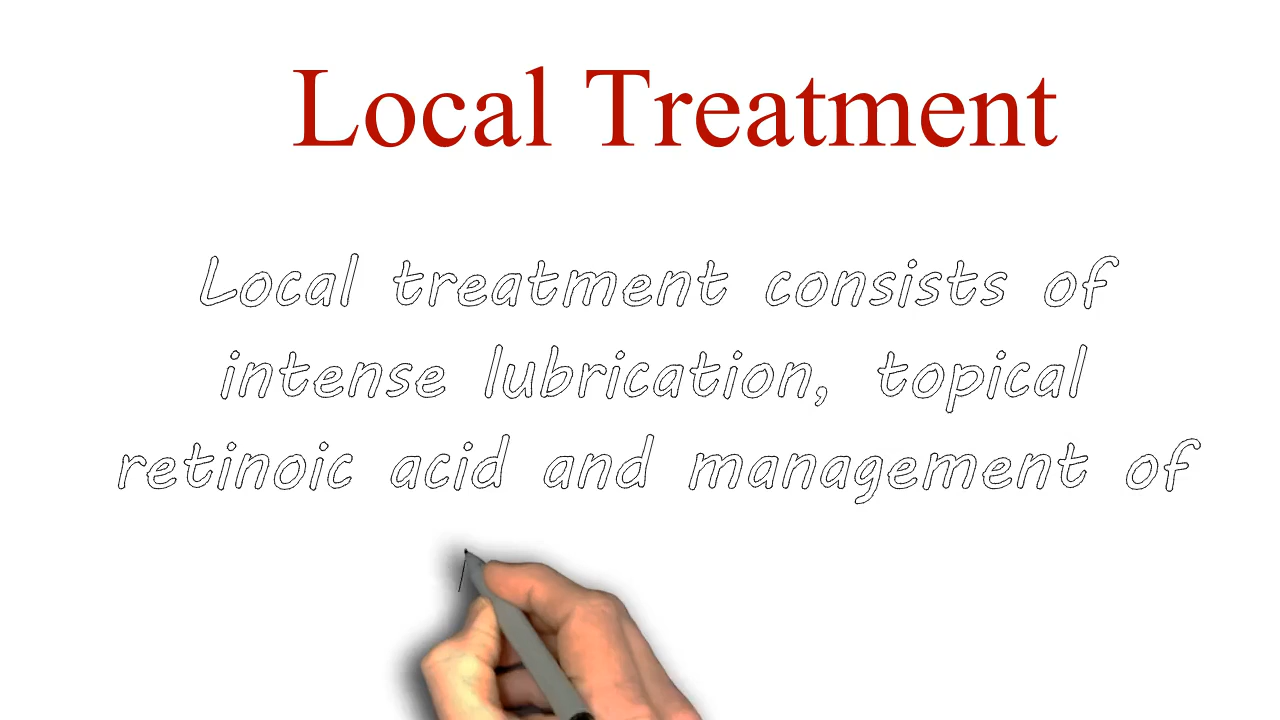 Local Treatment
Local treatment consists of
intense lubrication, topical
retinoic acid and management of